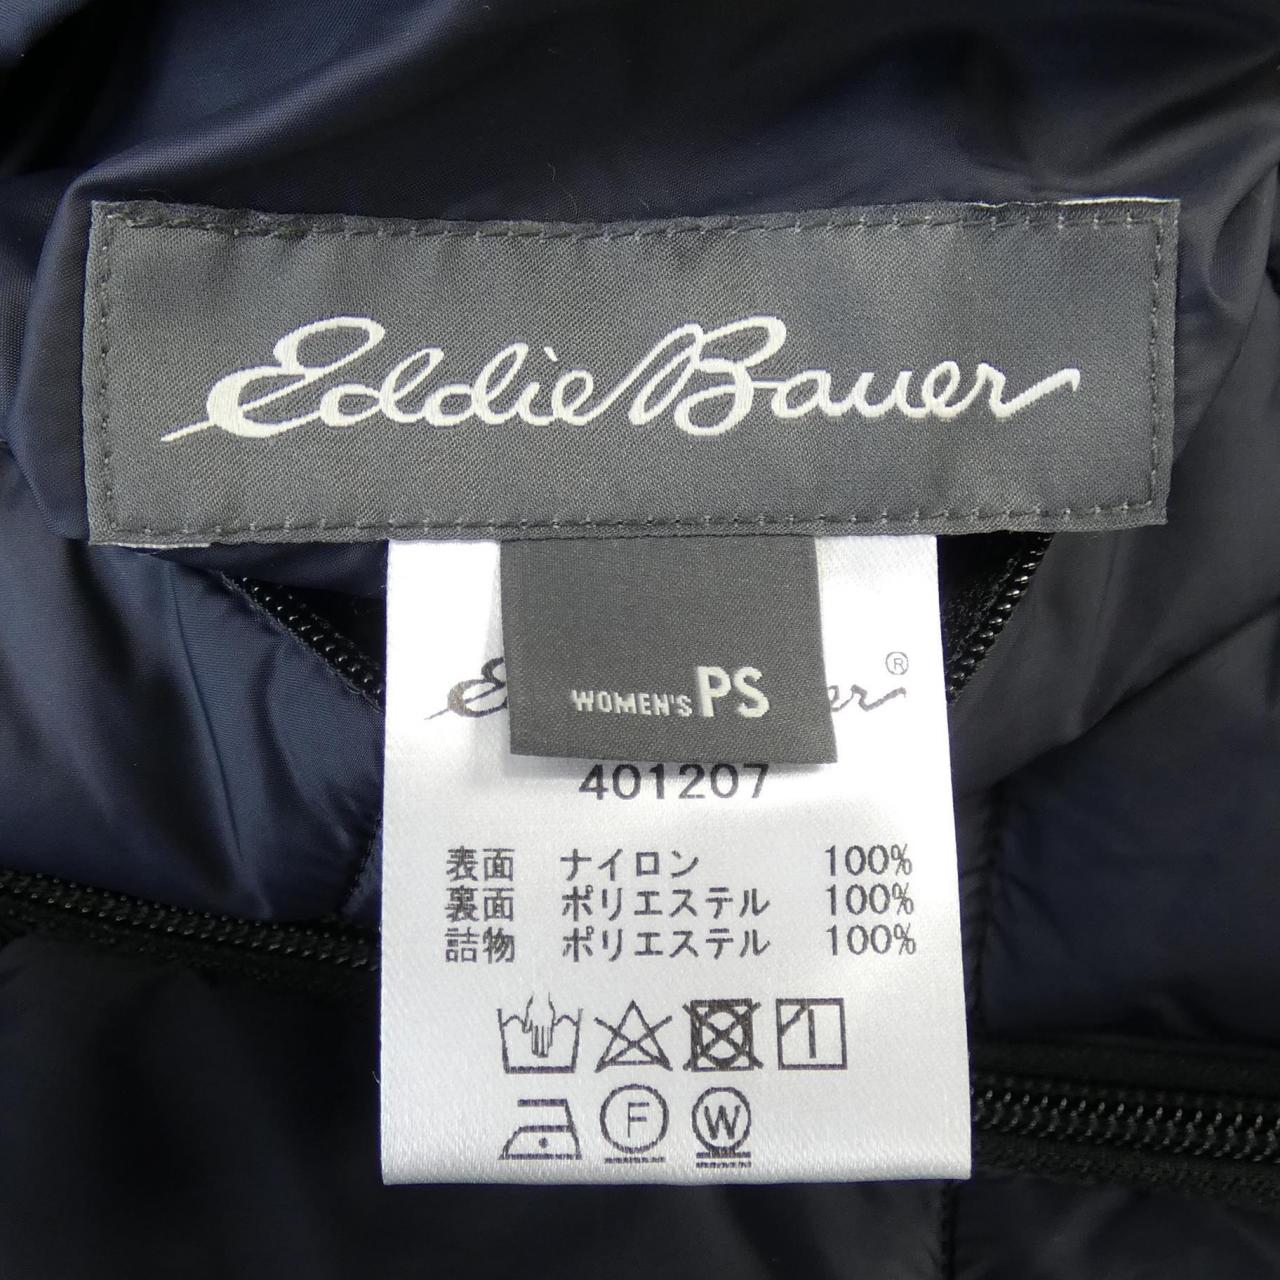 Eddie Bauer
WOMEN'S PS
®
401207
表面 ナイロン 100%
裏面 ポリエステル 100%
詰物 ポリエステル 100%
F W